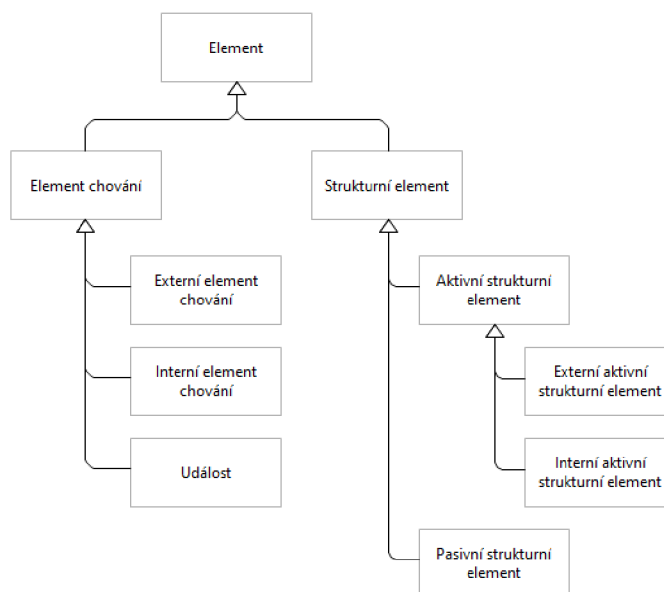 Element
Element chování
Strukturní element
Externí element
chování
Aktivní strukturní
element
Interní element
chování
Externí aktivní
strukturní element
Událost
Interní aktivní
strukturní element
Pasivní strukturní
element